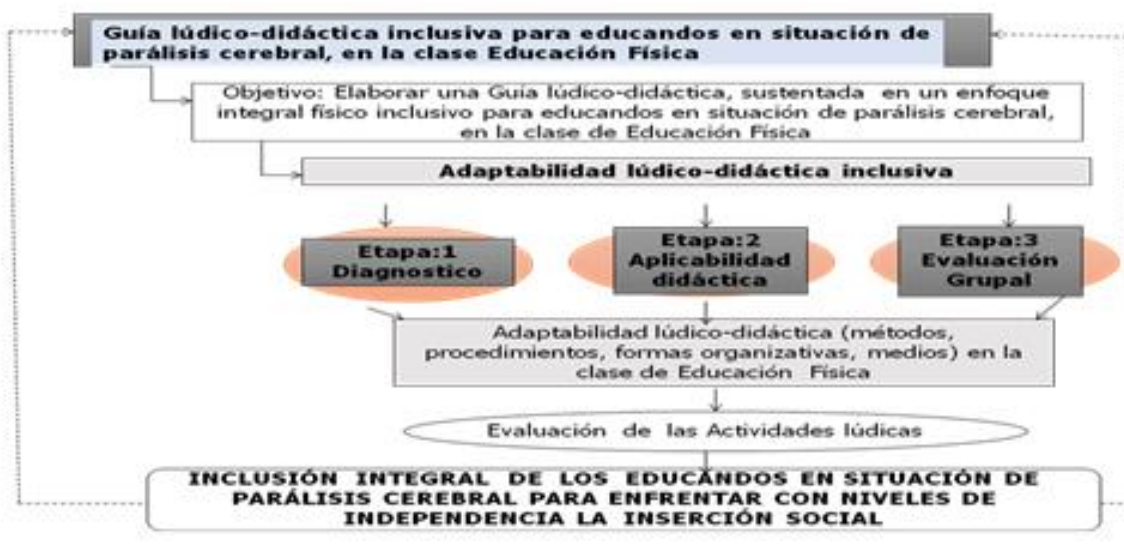 Guía lúdico-didáctica inclusiva para educandos en situación de
parálisis cerebral, en la clase Educación Física
Objetivo: Elaborar una Guía lúdico-didáctica, sustentada en un enfoque
integral físico inclusivo para educandos en situación de parálisis cerebral,
en la clase de Educación Física
Adaptabilidad lúdico-didáctica inclusiva
Etapa:1
Diagnostico
Etapa:2
Aplicabilidad
didáctica
Etapa:3
Evaluación
Grupal
Adaptabilidad lúdico-didáctica (métodos,
procedimientos, formas organizativas, medios) en la
clase de Educación Física
Evaluación de las Actividades lúdicas
INCLUSIÓN INTEGRAL DE LOS EDUCANDOS EN SITUACIÓN DE
PARÁLISIS CEREBRAL PARA ENFRENTAR CON NIVELES DE
INDEPENDENCIA LA INSERCIÓN SOCIAL